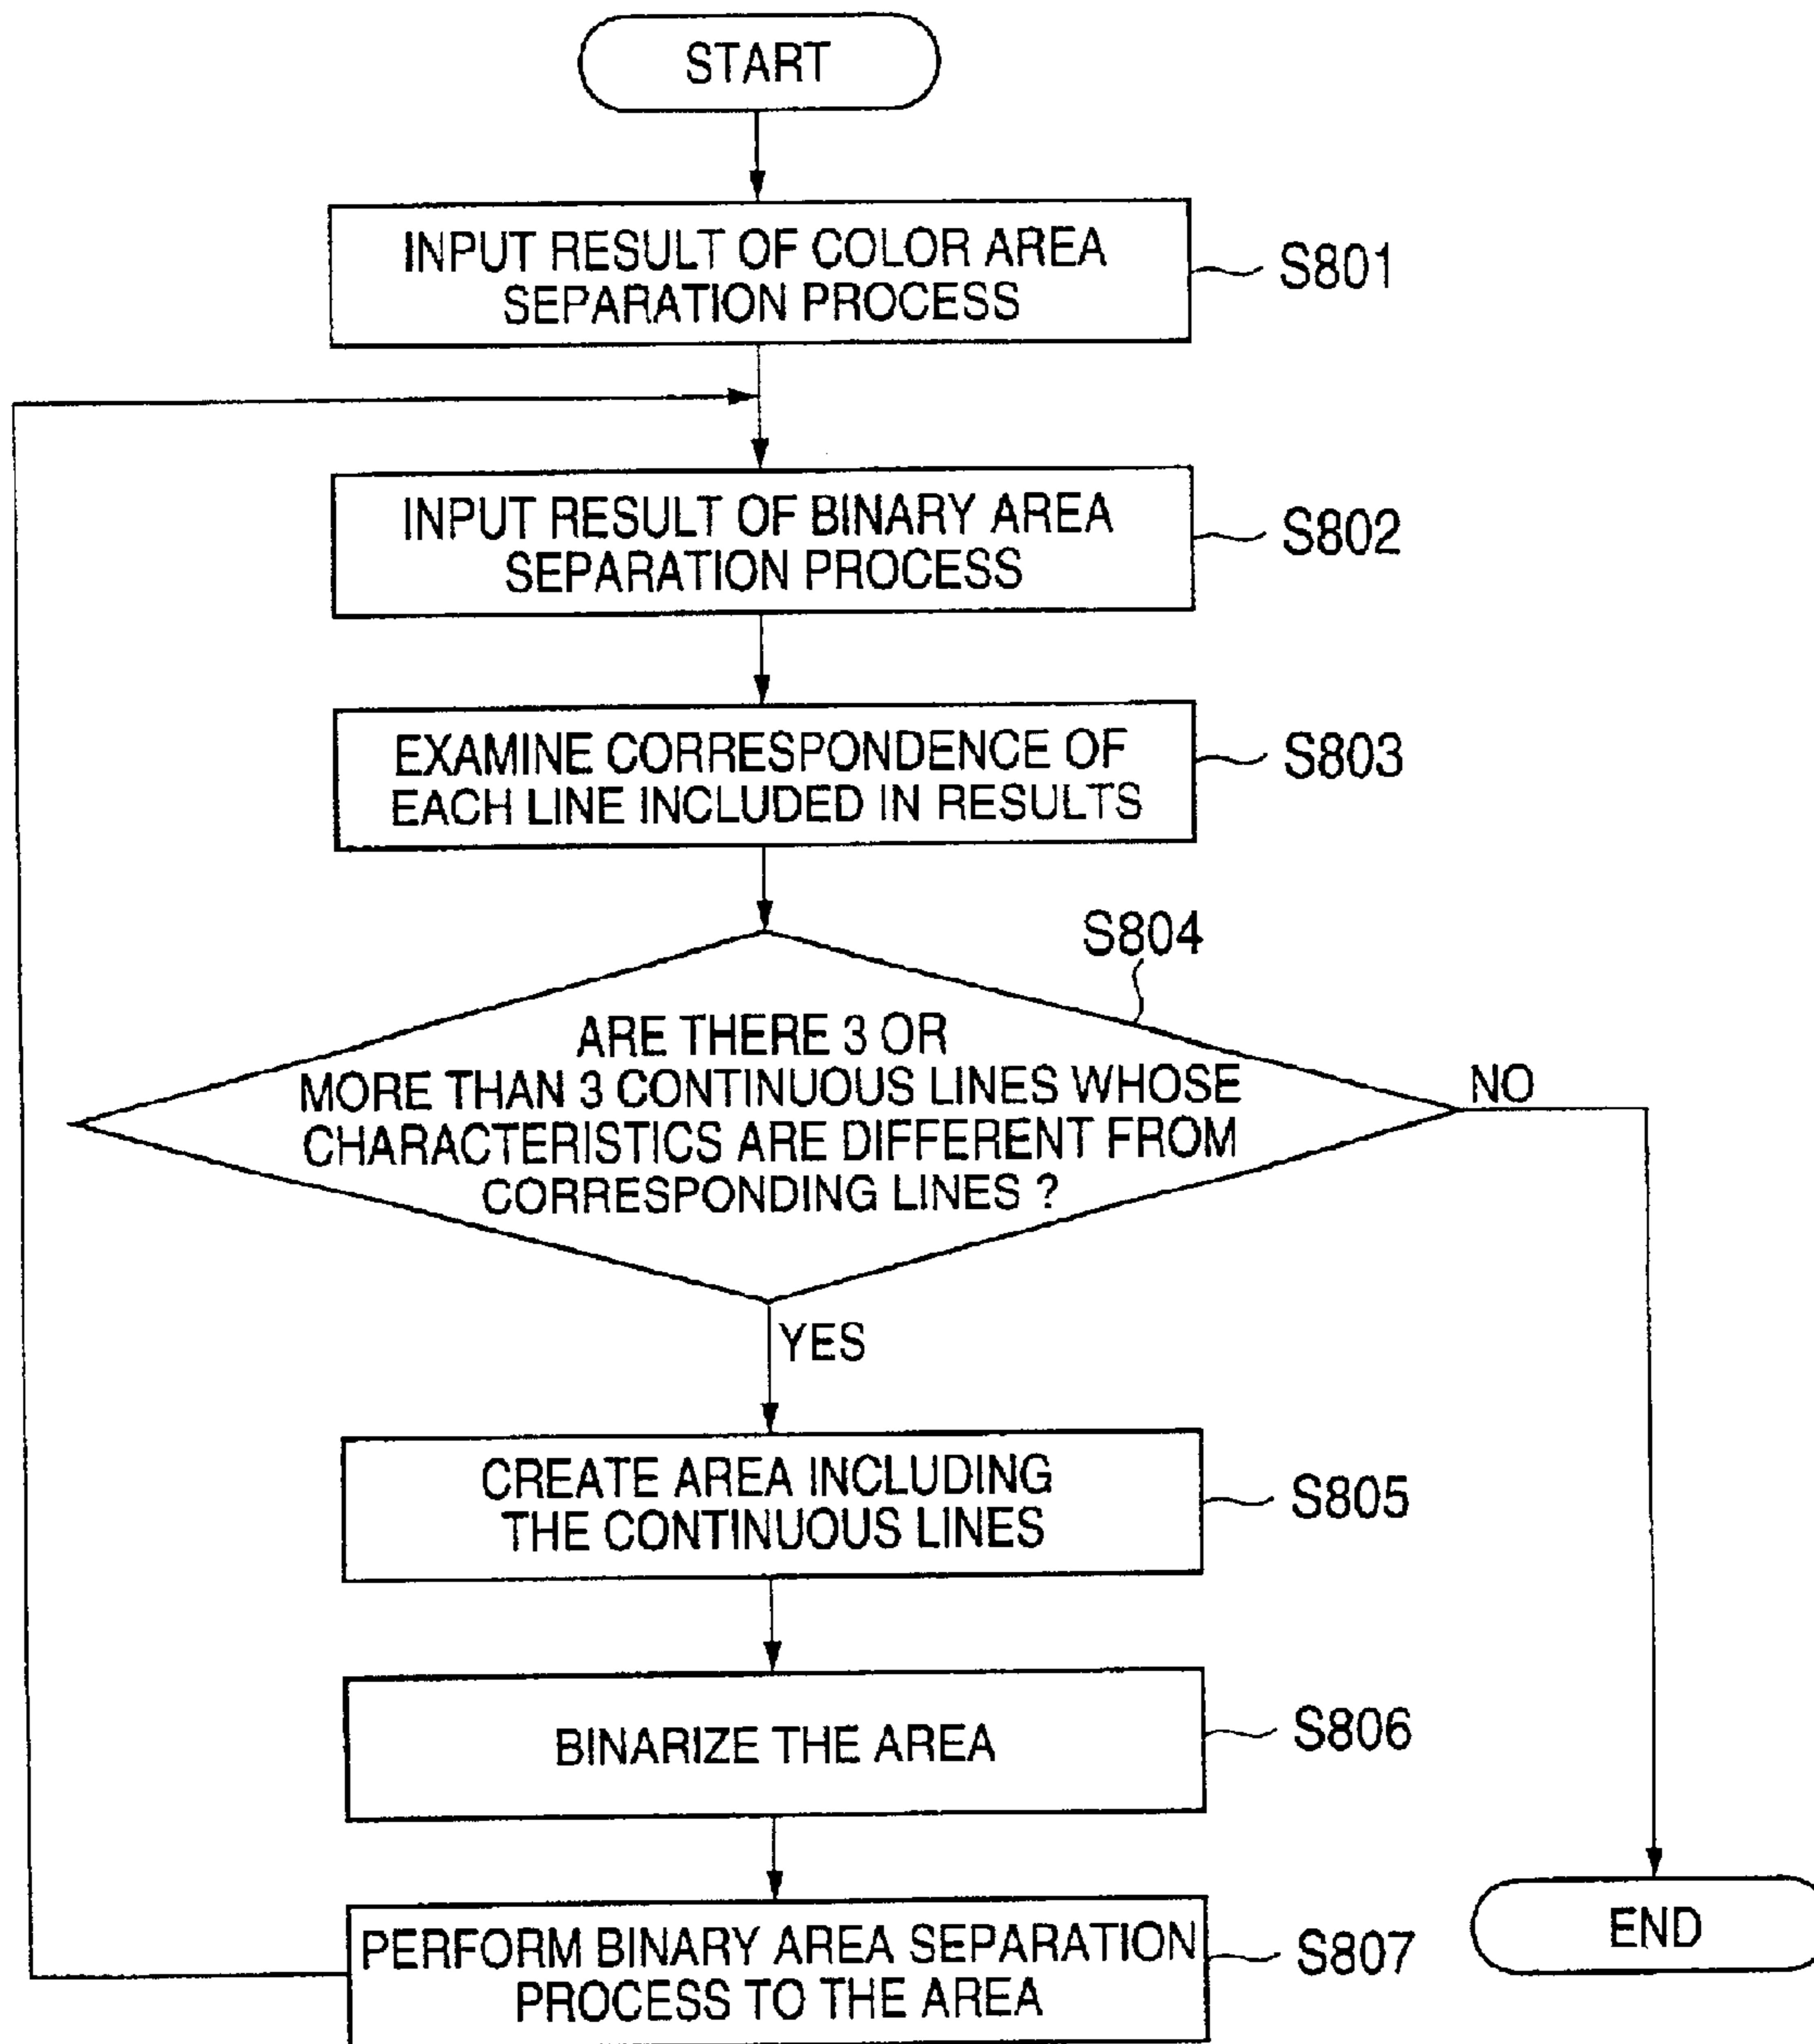 START
INPUT RESULT OF COLOR AREA
SEPARATION PROCESS
S801
INPUT RESULT OF BINARY AREA
SEPARATION PROCESS
S802
EXAMINE CORRESPONDENCE OF
EACH LINE INCLUDED IN RESULTS
S803
S804
ARE THERE 3 OR
MORE THAN 3 CONTINUOUS LINES WHOSE
CHARACTERISTICS ARE DIFFERENT FROM
CORRESPONDING LINES ?
NO
YES
CREATE AREA INCLUDING
THE CONTINUOUS LINES
S805
BINARIZE THE AREA
S806
PERFORM BINARY AREA SEPARATION
PROCESS TO THE AREA
S807
END